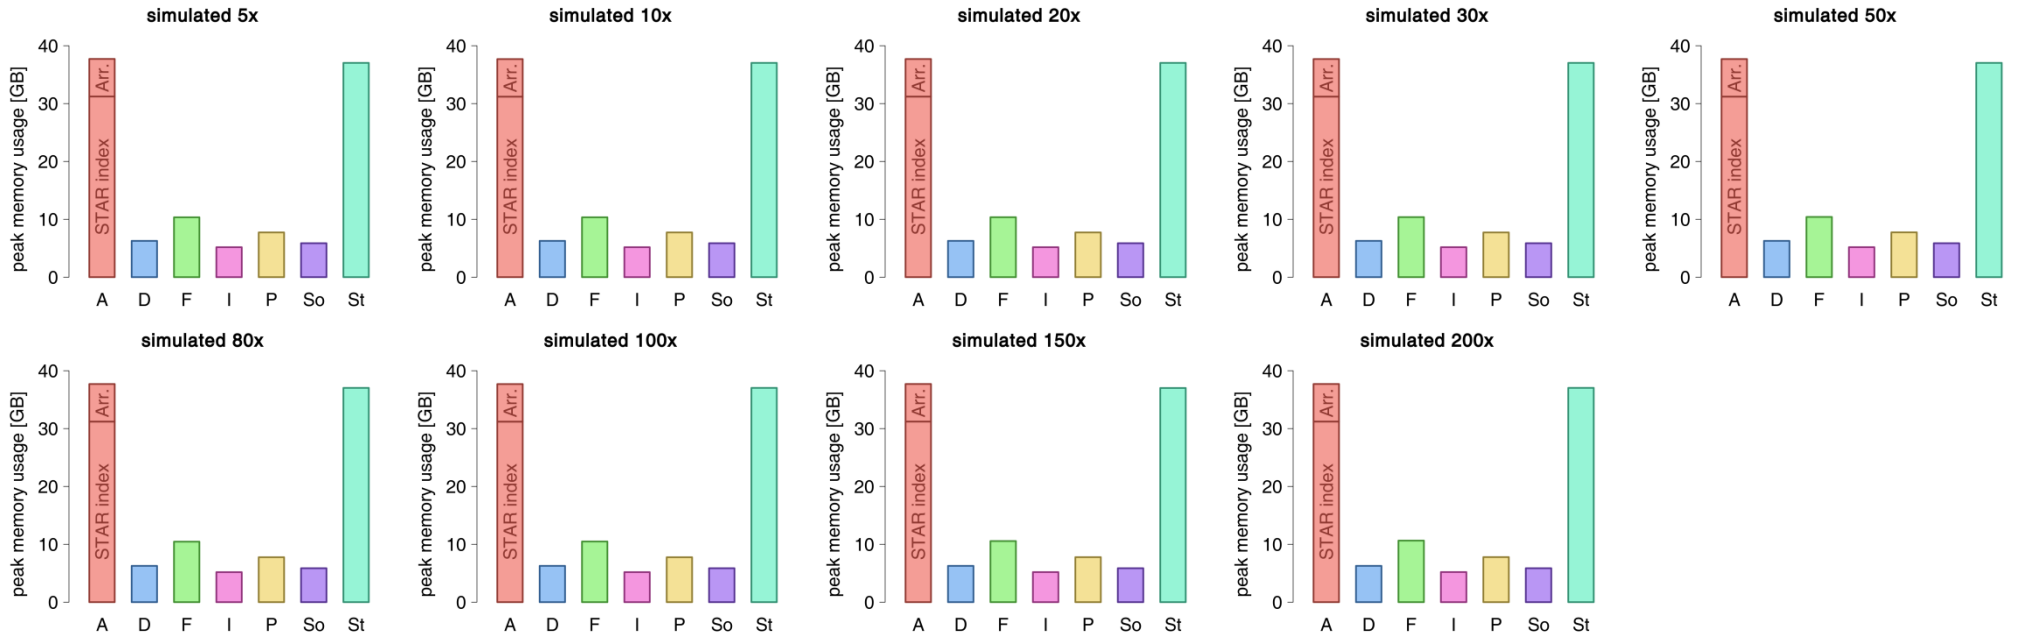 simulated 5x
peak memory usage [GB]
40
30
20
10
0
Arr.
STAR index
A D F I P So St
simulated 10x
peak memory usage [GB]
40
30
20
10
0
Arr.
STAR index
A D F I P So St
simulated 20x
peak memory usage [GB]
40
30
20
10
0
Arr.
STAR index
A D F I P So St
simulated 30x
peak memory usage [GB]
40
30
20
10
0
Arr.
STAR index
A D F I P So St
simulated 50x
peak memory usage [GB]
40
30
20
10
0
Arr.
STAR index
A D F I P So St
simulated 80x
peak memory usage [GB]
40
30
20
10
0
Arr.
STAR index
A D F I P So St
simulated 100x
peak memory usage [GB]
40
30
20
10
0
Arr.
STAR index
A D F I P So St
simulated 150x
peak memory usage [GB]
40
30
20
10
0
Arr.
STAR index
A D F I P So St
simulated 200x
peak memory usage [GB]
40
30
20
10
0
Arr.
STAR index
A D F I P So St